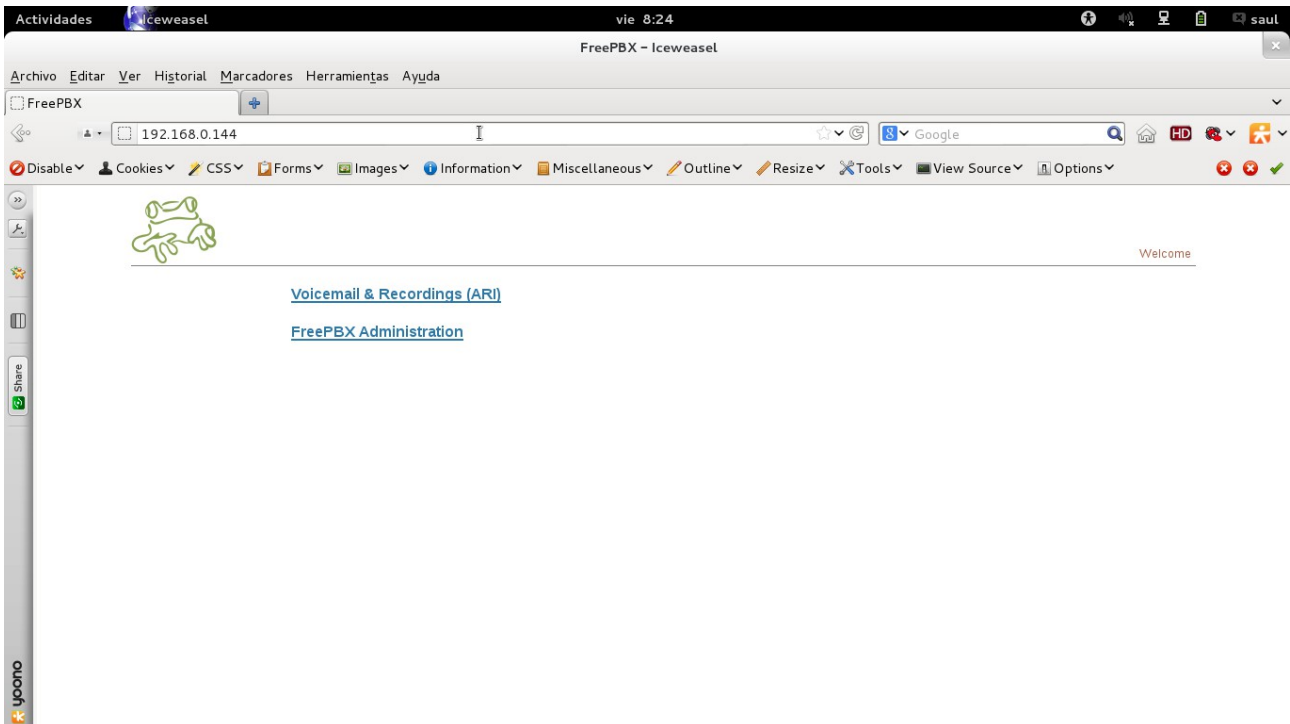 Actividades Iceweasel vie 8:24 saul
FreePBX – Iceweasel
Archivo Editar Ver Historial Marcadores Herramientas Ayuda
FreePBX
192.168.0.144 Google HD
Disable Cookies CSS Forms Images Information Miscellaneous Outline Resize Tools View Source Options
Welcome
Voicemail & Recordings (ARI)
FreePBX Administration
Share
yoono